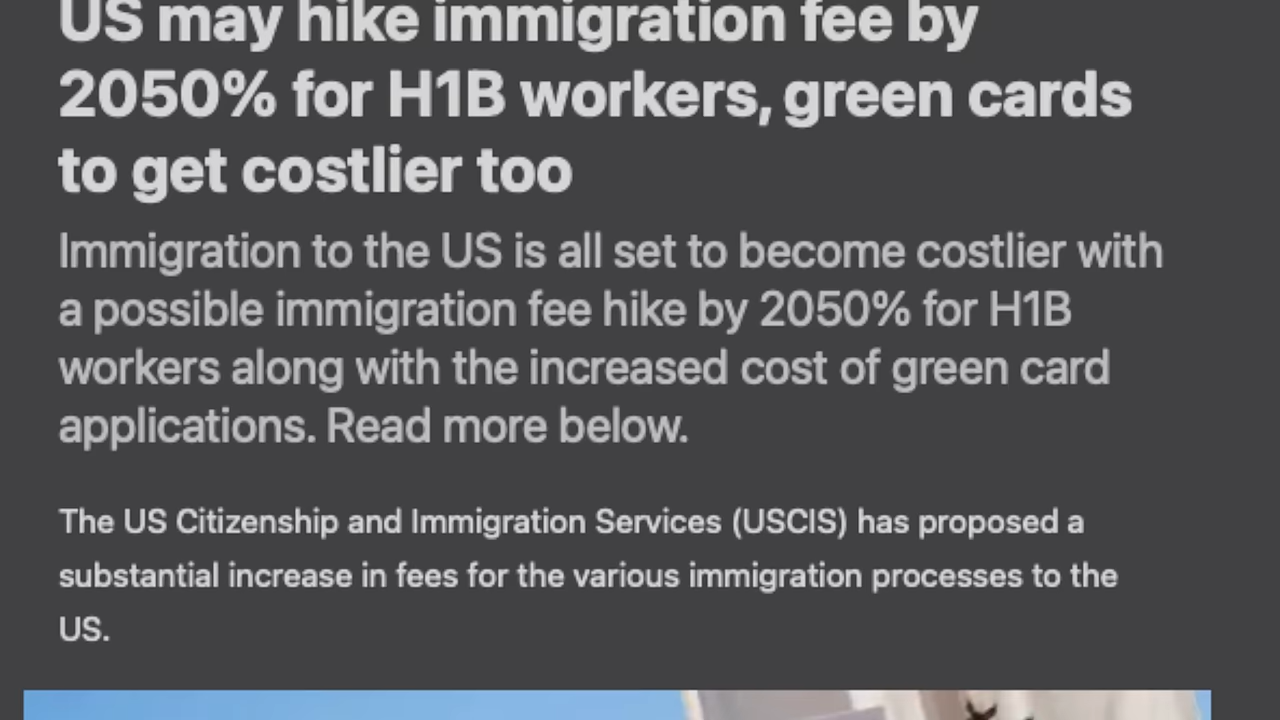 US may hike immigration fee by
2050% for H1B workers, green cards
to get costlier too
Immigration to the US is all set to become costlier with
a possible immigration fee hike by 2050% for H1B
workers along with the increased cost of green card
applications. Read more below.
The US Citizenship and Immigration Services (USCIS) has proposed a
substantial increase in fees for the various immigration processes to the
US.